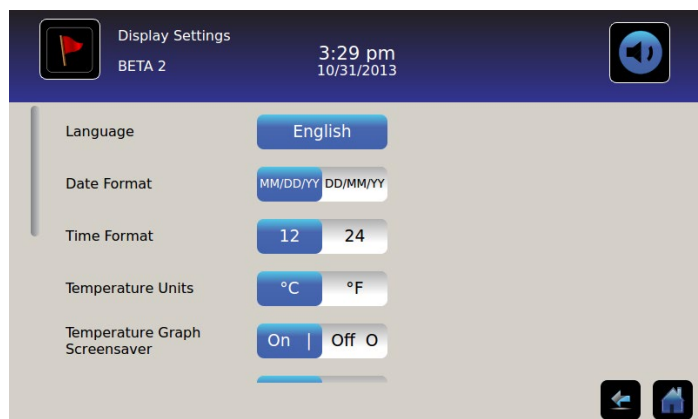 Display Settings
BETA 2
3:29 pm
10/31/2013
Language
English
Date Format
MM/DD/YY DD/MM/YY
Time Format
12 24
Temperature Units
°C °F
Temperature Graph
Screensaver
On | Off O